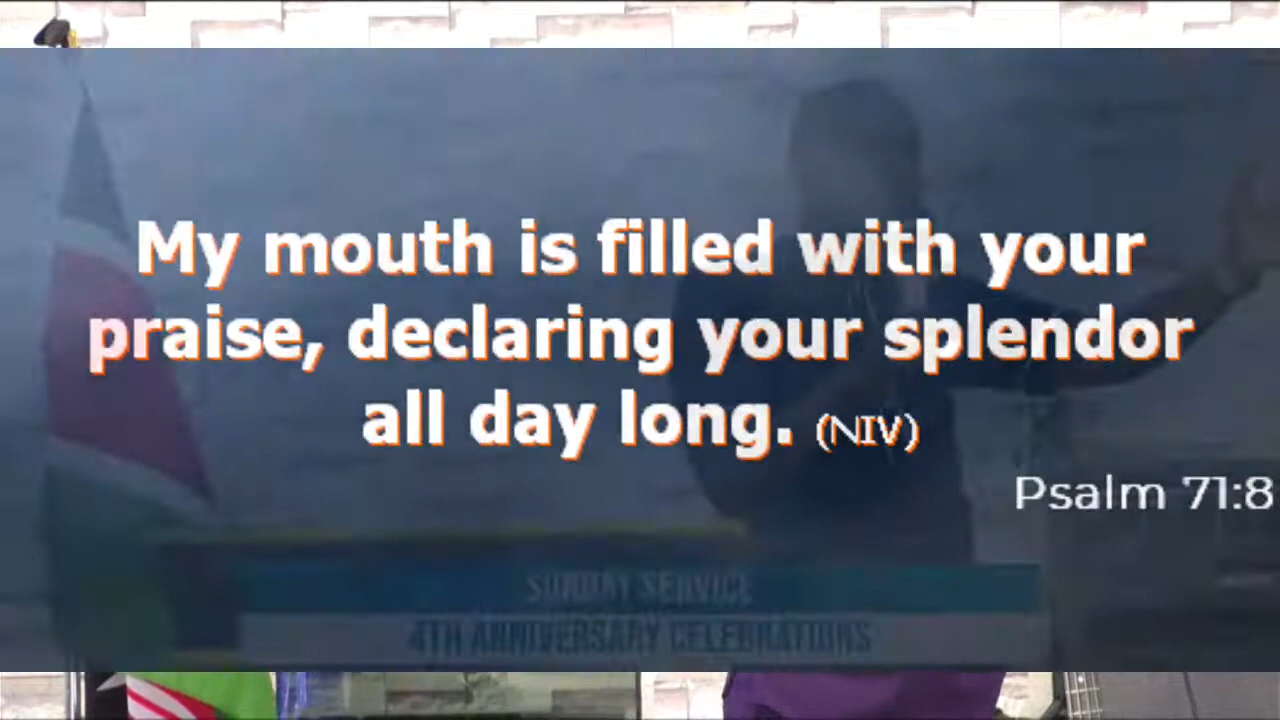 My mouth is filled with your
praise, declaring your splendor
all day long. (NIV)
Psalm 71:8
SUNDAY SERVICE
4TH ANNIVERSARY CELEBRATIONS